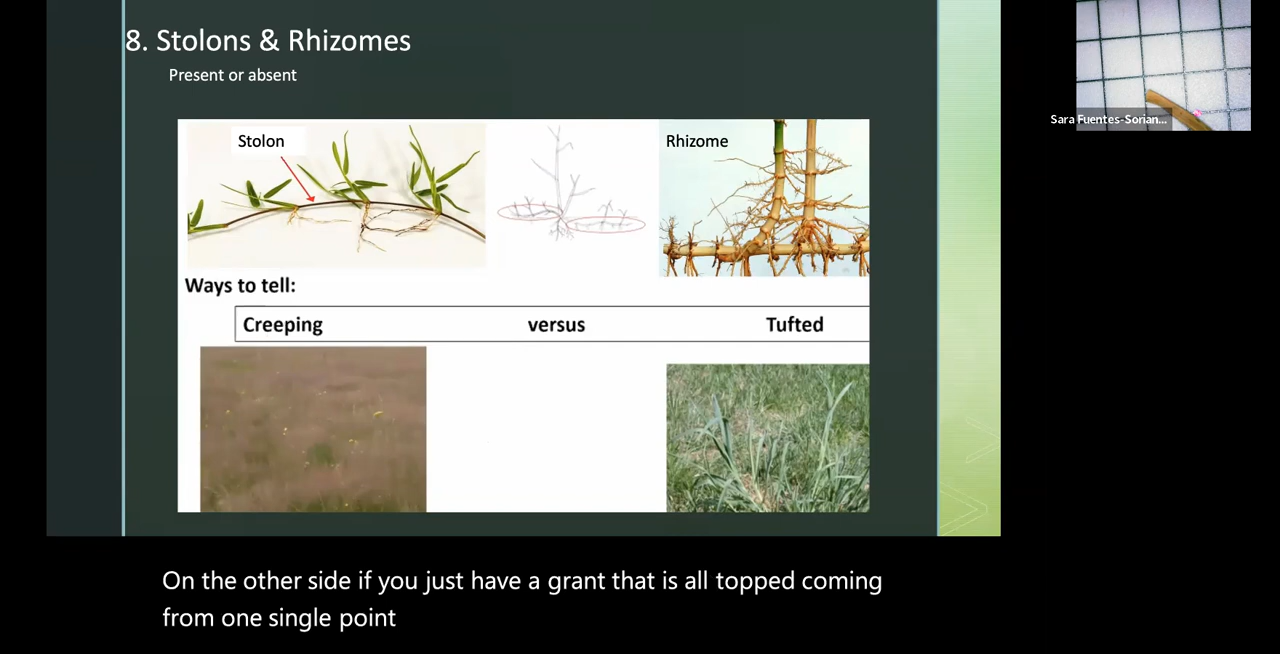 8. Stolons & Rhizomes
Present or absent
Stolon
Rhizome
Ways to tell:
Creeping versus Tufted
Sara Fuentes-Sorian...
On the other side if you just have a grant that is all topped coming
from one single point